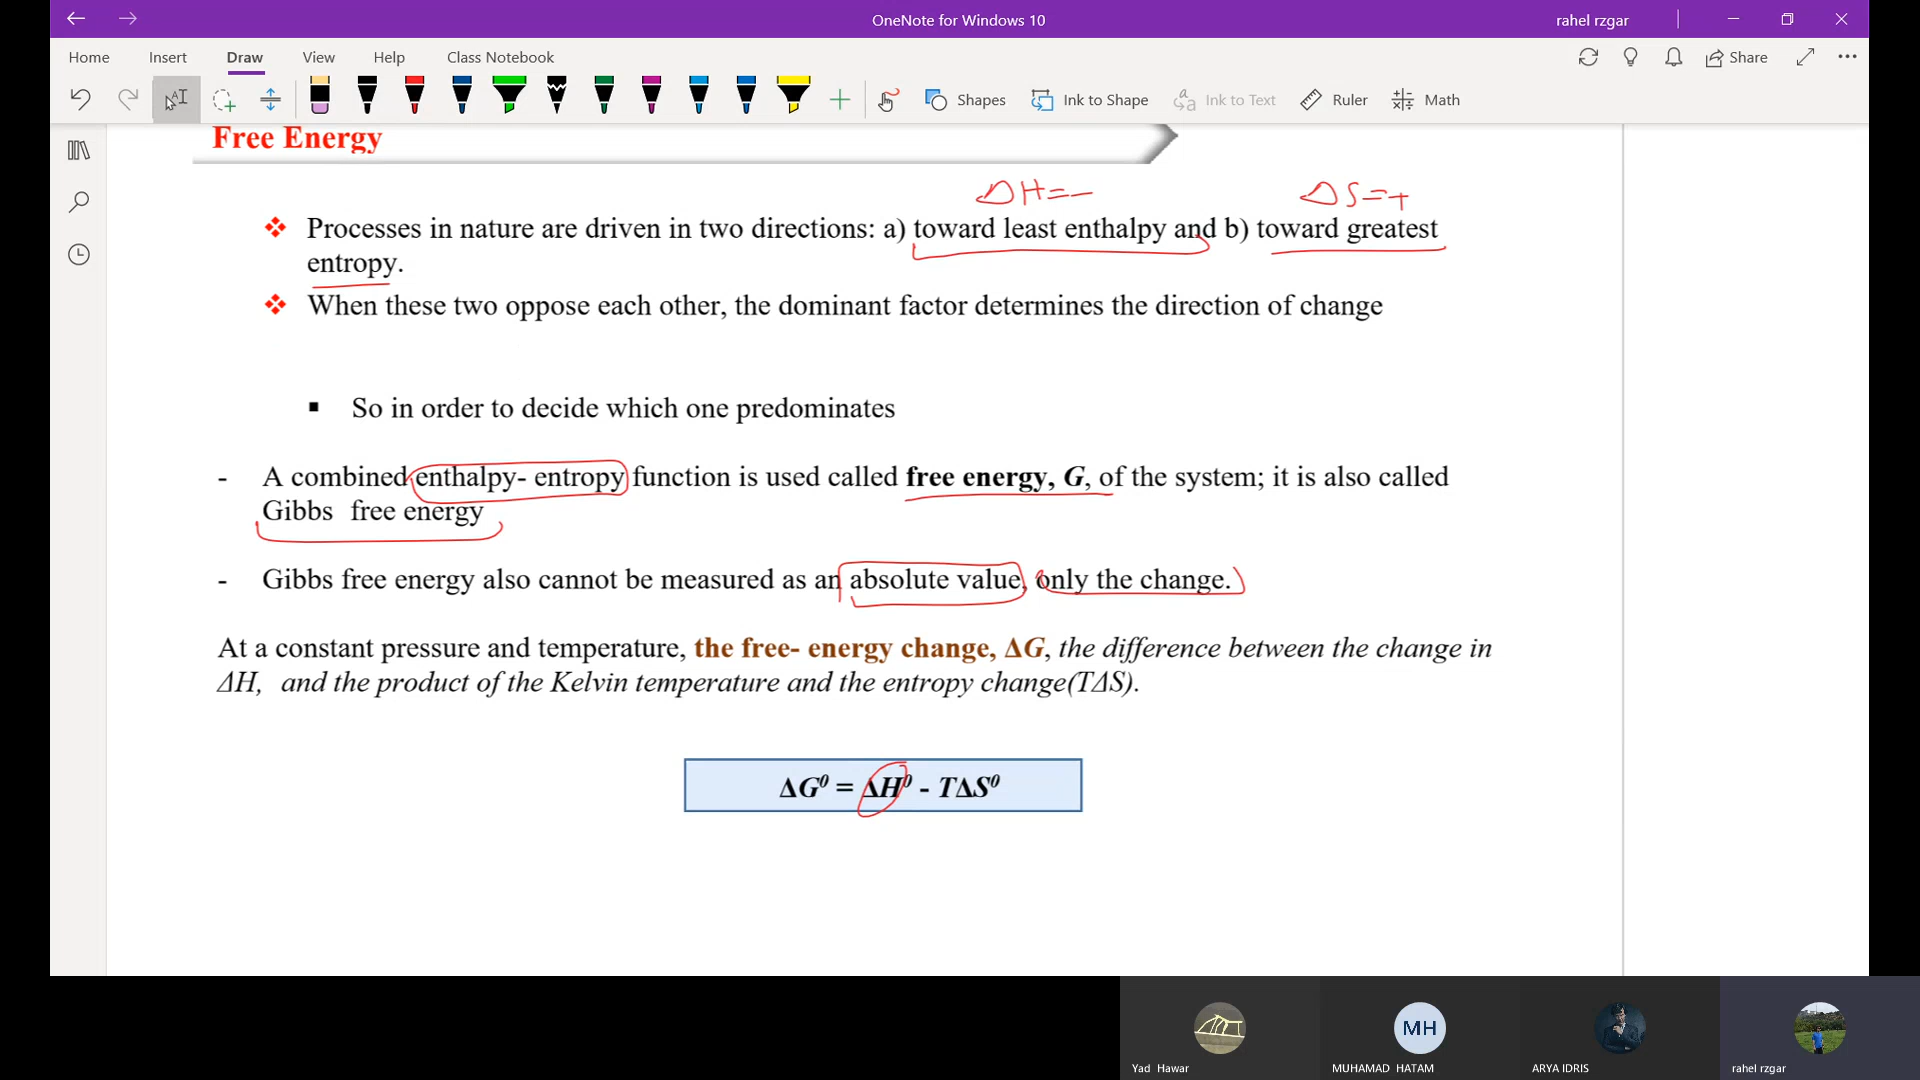 OneNote for Windows 10
rahel rzgar
Home Insert Draw View Help Class Notebook
Share
Shapes Ink to Shape Ink to Text Ruler Math
Free Energy
ΔH=-
ΔS=+
Processes in nature are driven in two directions: a) toward least enthalpy and b) toward greatest
entropy.
When these two oppose each other, the dominant factor determines the direction of change
▪ So in order to decide which one predominates
- A combined enthalpy- entropy function is used called free energy, G, of the system; it is also called
Gibbs free energy
- Gibbs free energy also cannot be measured as an absolute value, only the change.
At a constant pressure and temperature, the free- energy change, ΔG, the difference between the change in
ΔH, and the product of the Kelvin temperature and the entropy change(TΔS).
ΔG⁰ = ΔH⁰ - TΔS⁰
MH
Yad Hawar
MUHAMAD HATAM
ARYA IDRIS
rahel rzgar